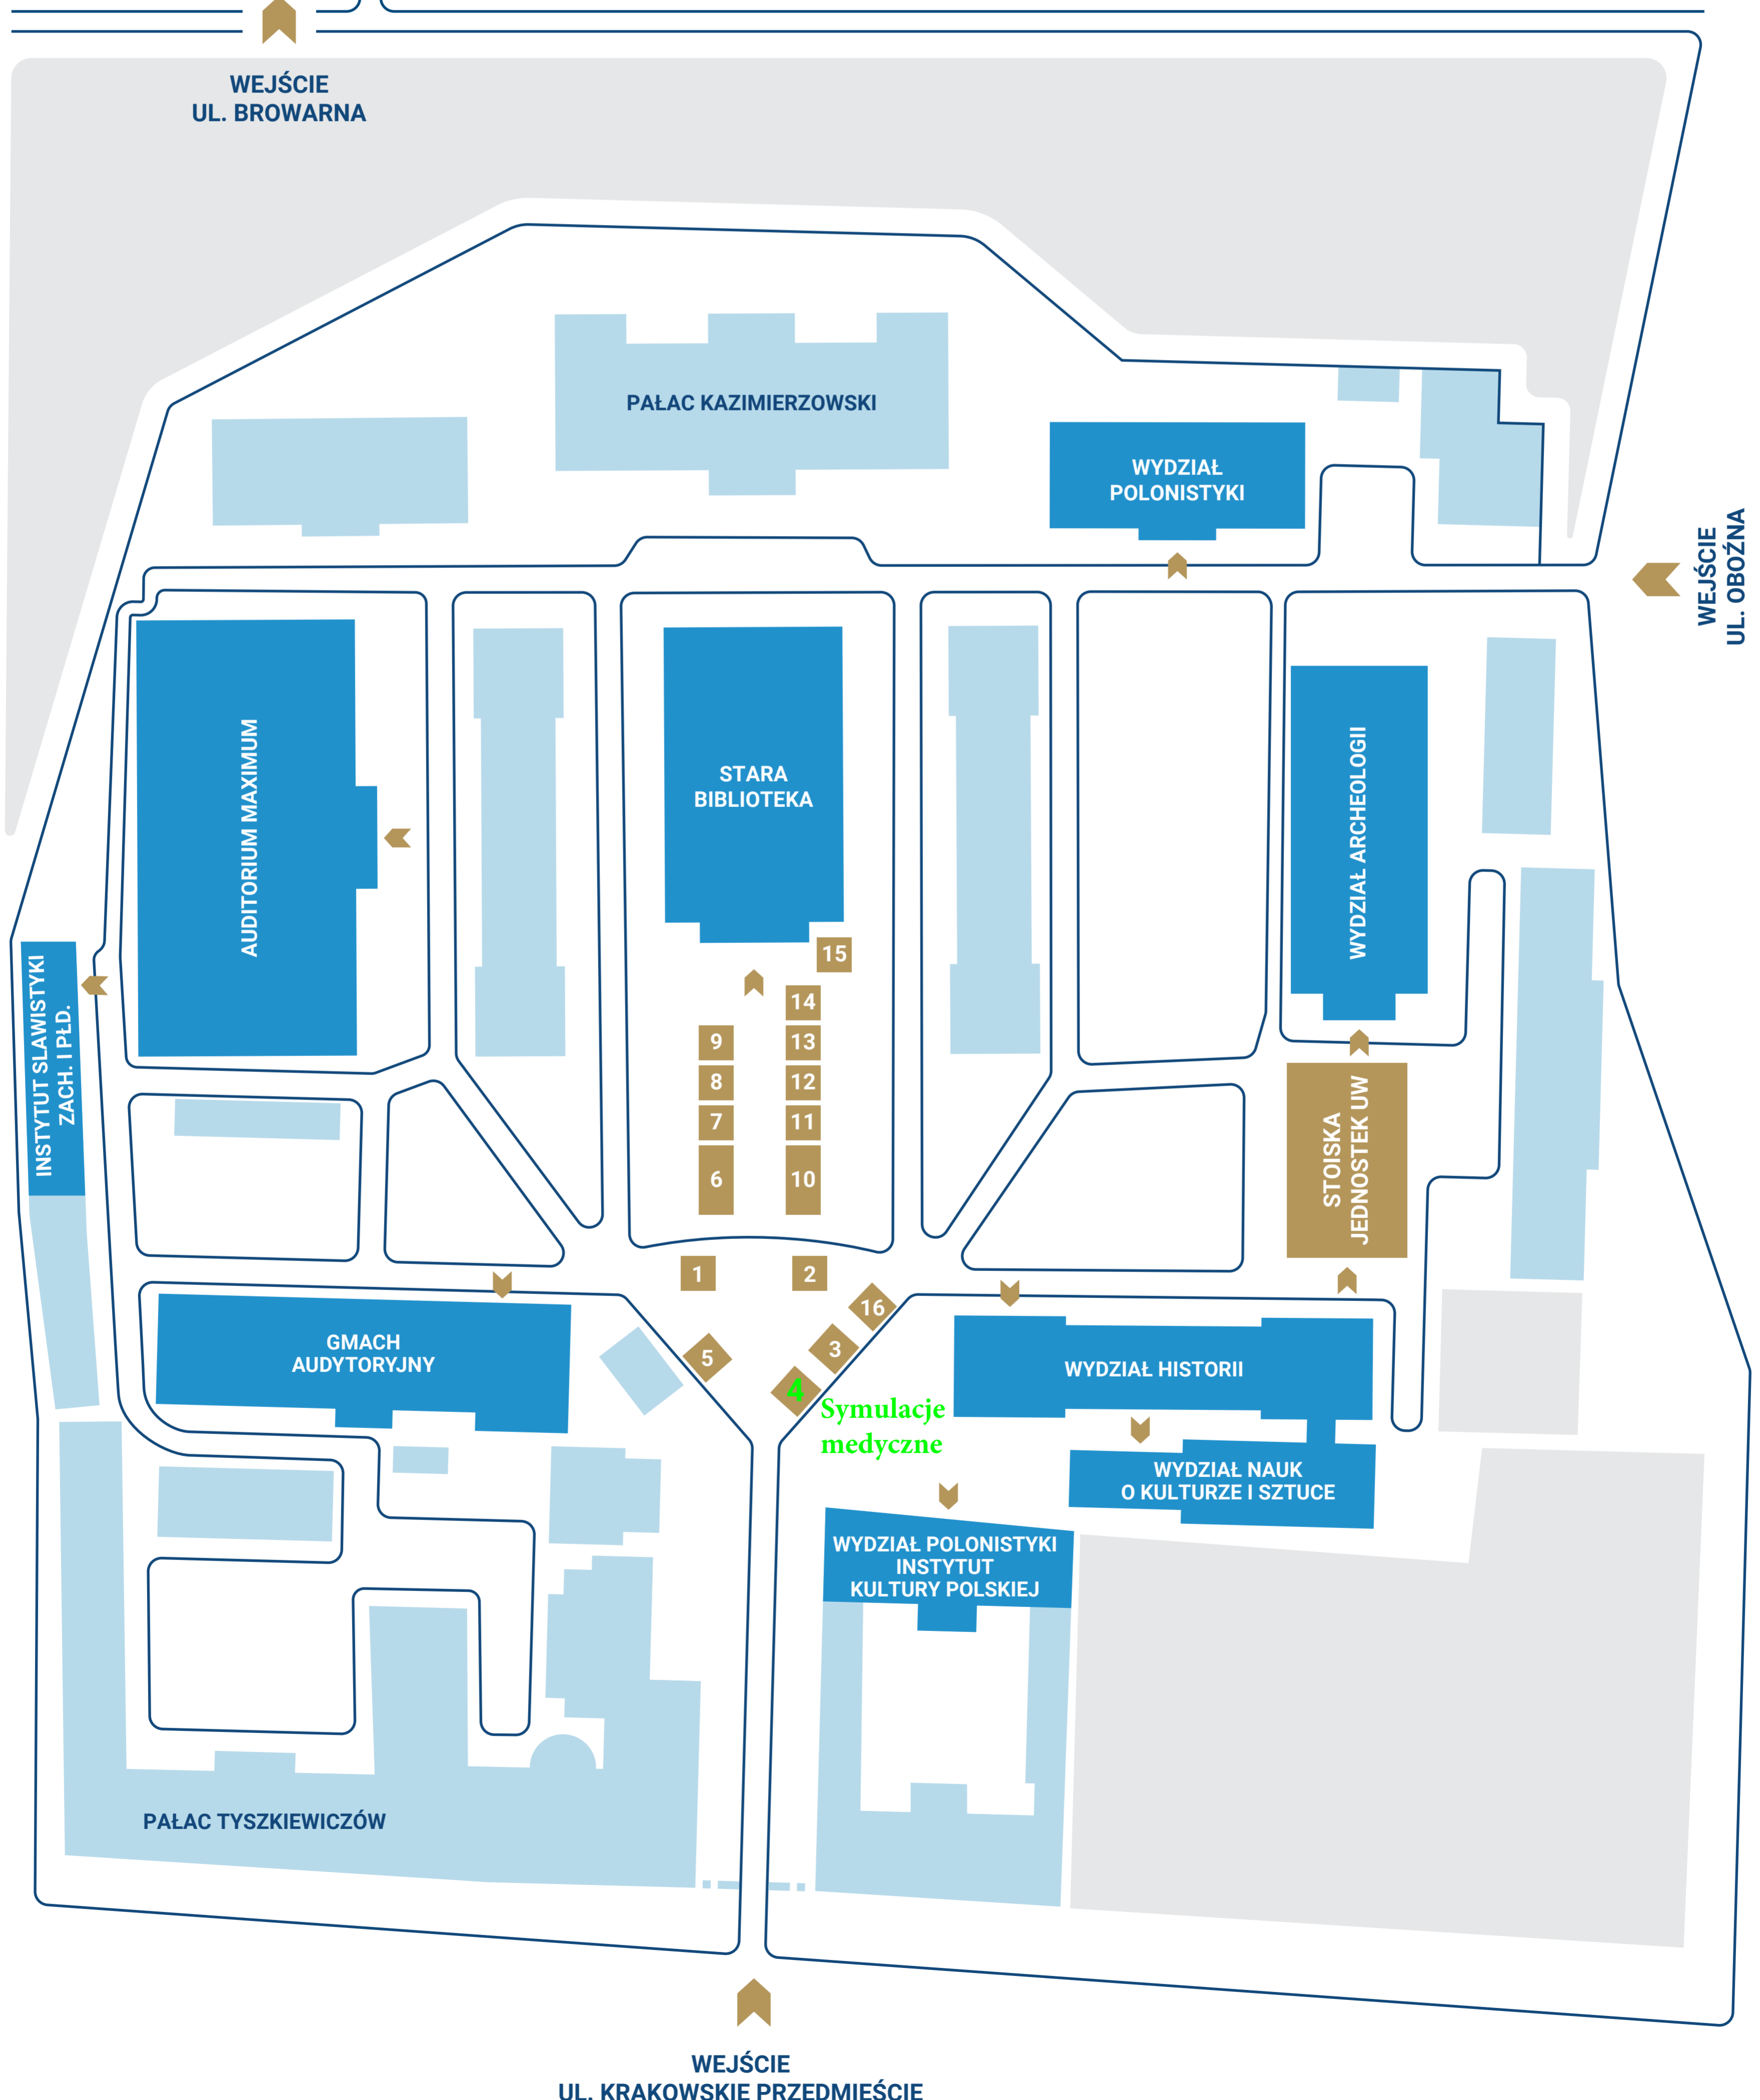 WEJŚCIE
UL. BROWARNA
PAŁAC KAZIMIERZOWSKI
WYDZIAŁ
POLONISTYKI
WEJŚCIE
UL. OBOŹNA
AUDITORIUM MAXIMUM
STARA
BIBLIOTEKA
WYDZIAŁ ARCHEOLOGII
INSTYTUT SLAWISTYKI
ZACH. I PŁD.
15
14
9
13
8
12
7
11
6
10
STOISKA
JEDNOSTEK UW
1
2
16
3
5
4
Symulacje
medyczne
GMACH
AUDYTORYJNY
WYDZIAŁ HISTORII
WYDZIAŁ NAUK
O KULTURZE I SZTUCE
WYDZIAŁ POLONISTYKI
INSTYTUT
KULTURY POLSKIEJ
PAŁAC TYSZKIEWICZÓW
WEJŚCIE
UL. KRAKOWSKIE PRZEDMIEŚCIE